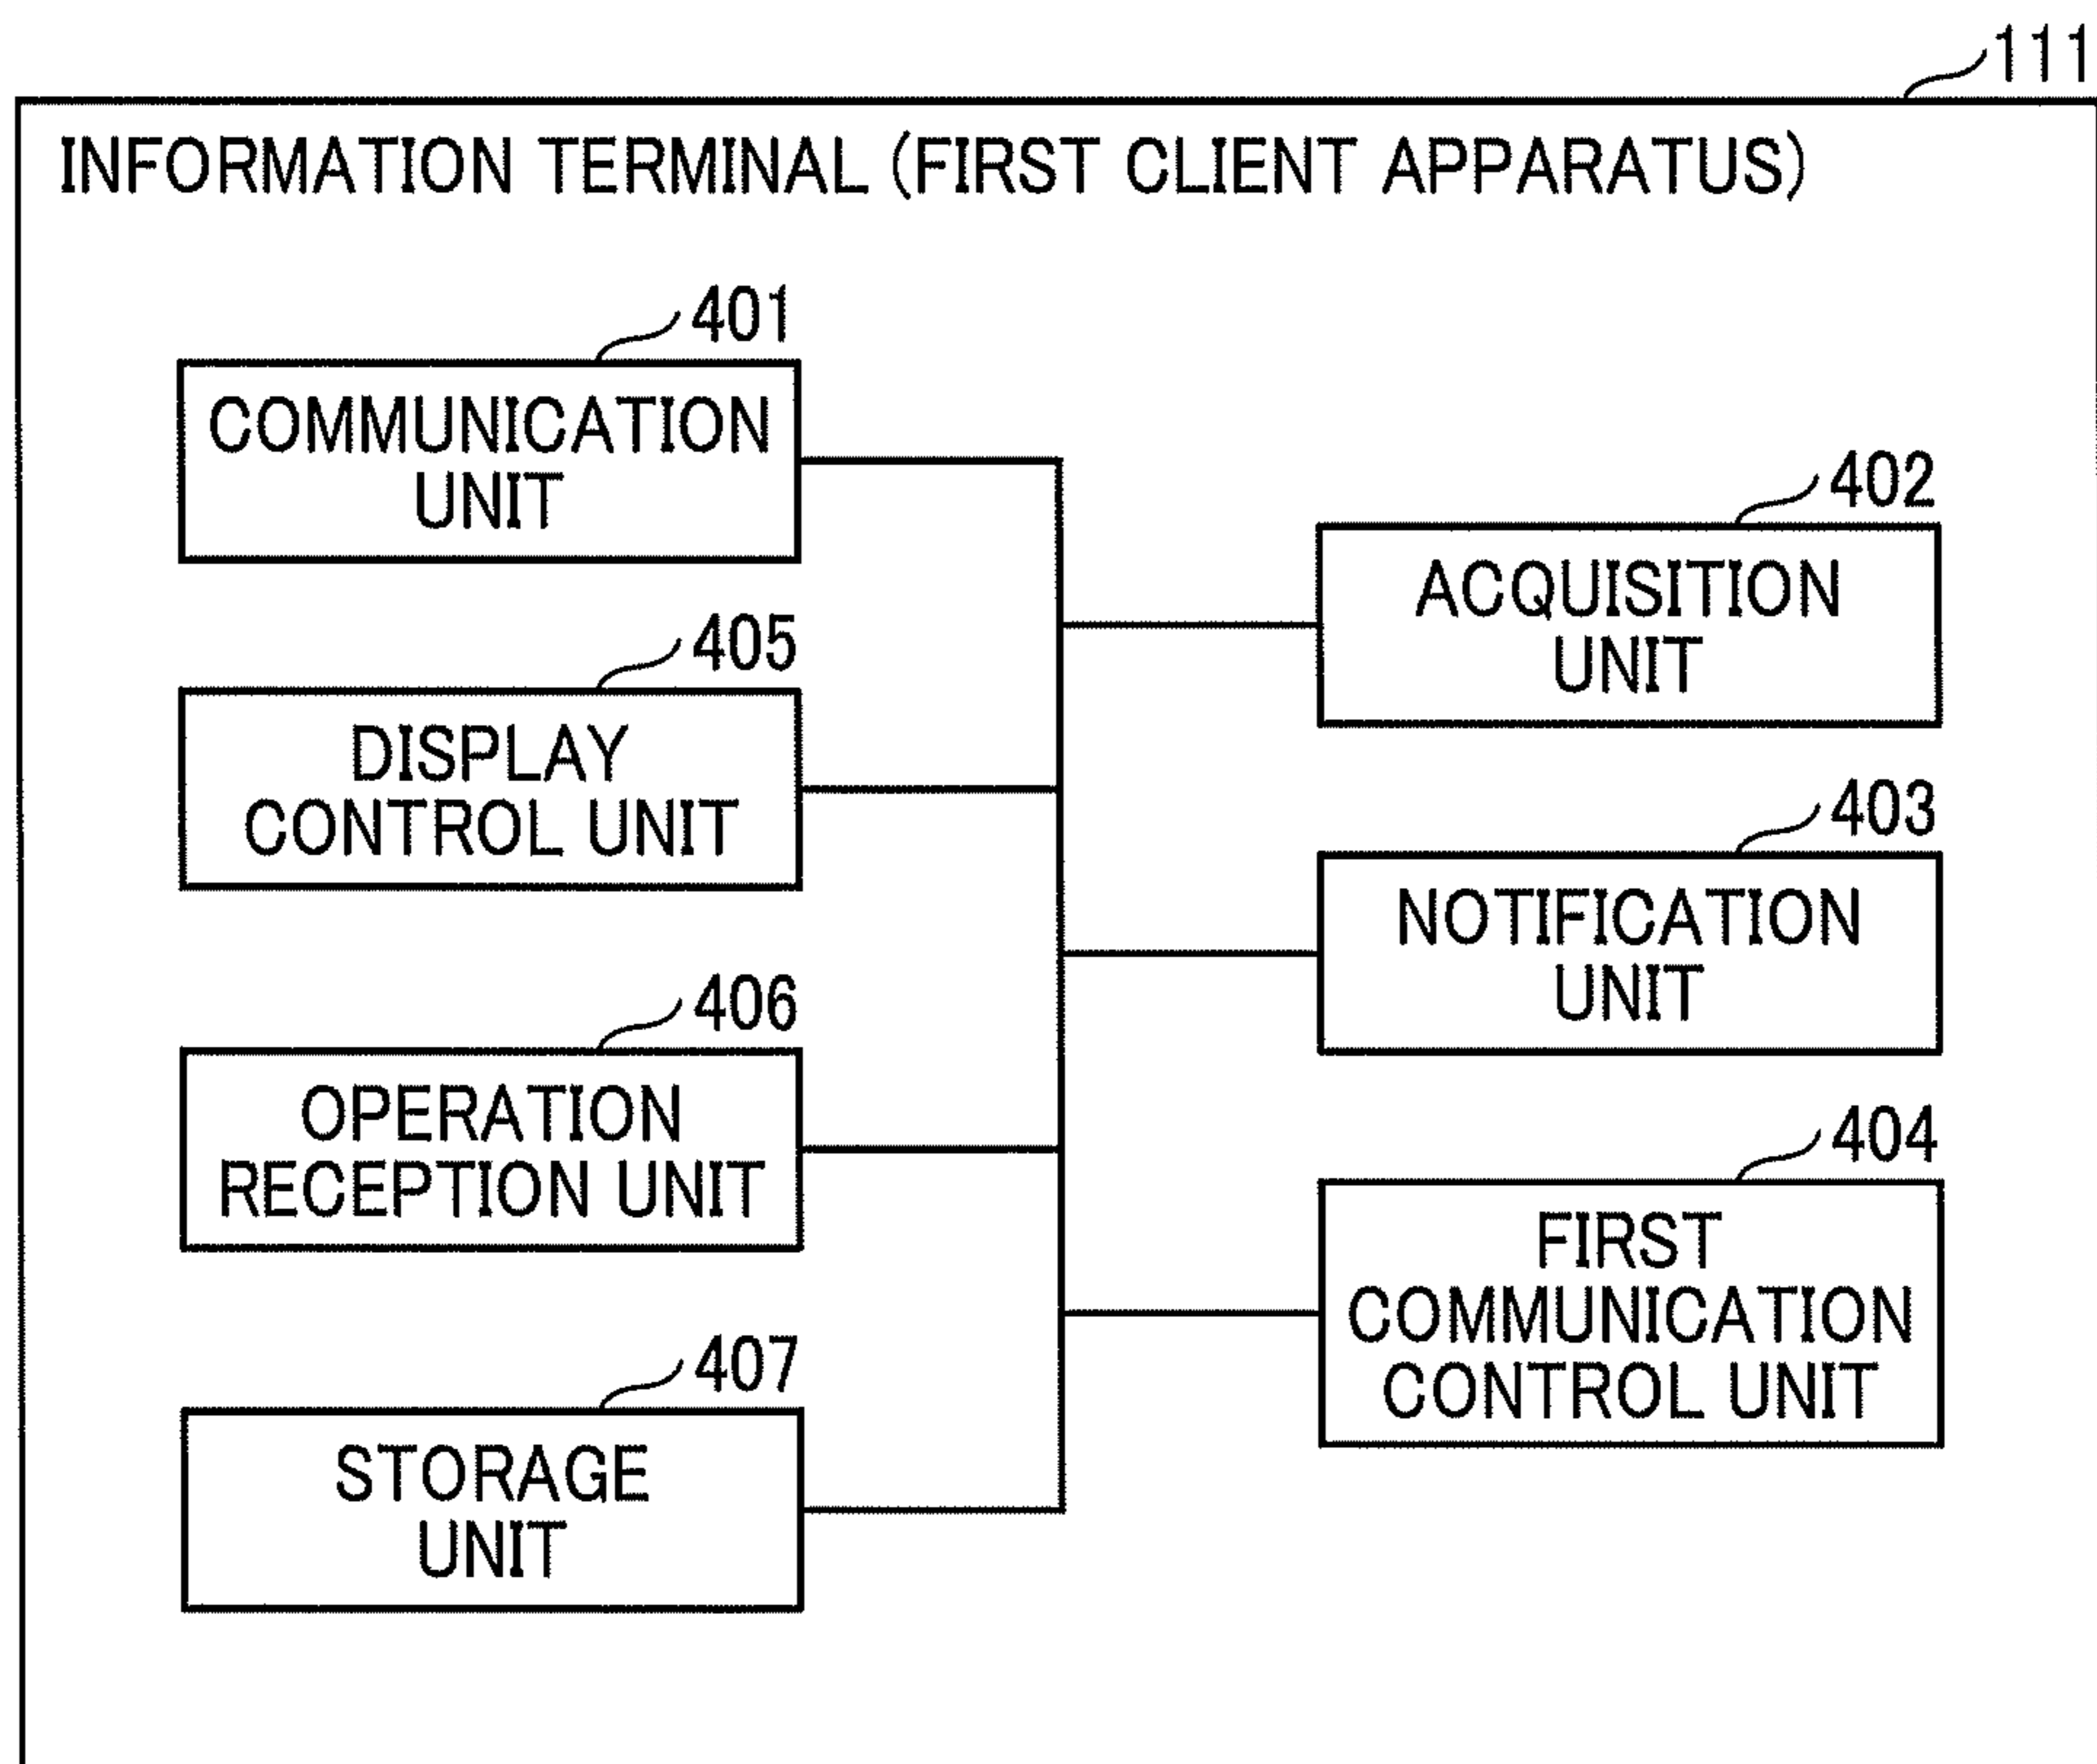 111
INFORMATION TERMINAL (FIRST CLIENT APPARATUS)
401
COMMUNICATION
UNIT
402
ACQUISITION
UNIT
405
DISPLAY
CONTROL UNIT
403
NOTIFICATION
UNIT
406
OPERATION
RECEPTION UNIT
404
FIRST
COMMUNICATION
CONTROL UNIT
407
STORAGE
UNIT